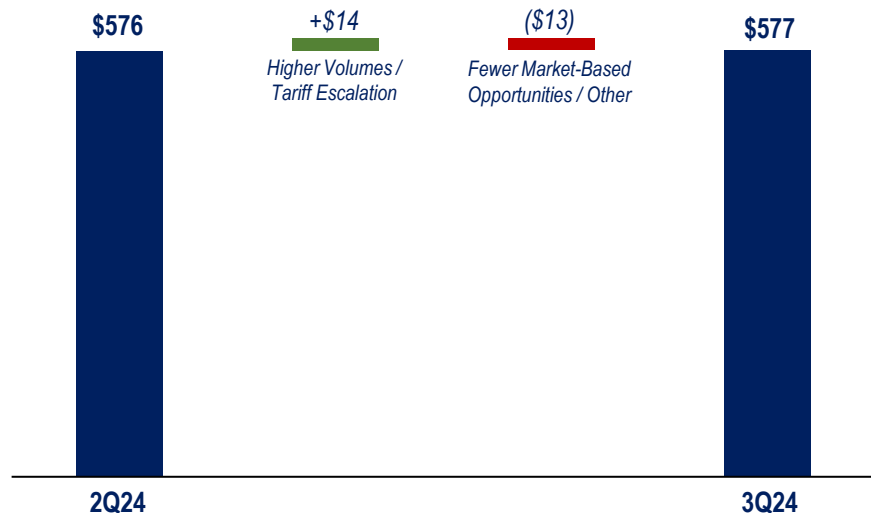 $576
+$14
Higher Volumes /
Tariff Escalation
($13)
Fewer Market-Based
Opportunities / Other
$577
2Q24
3Q24